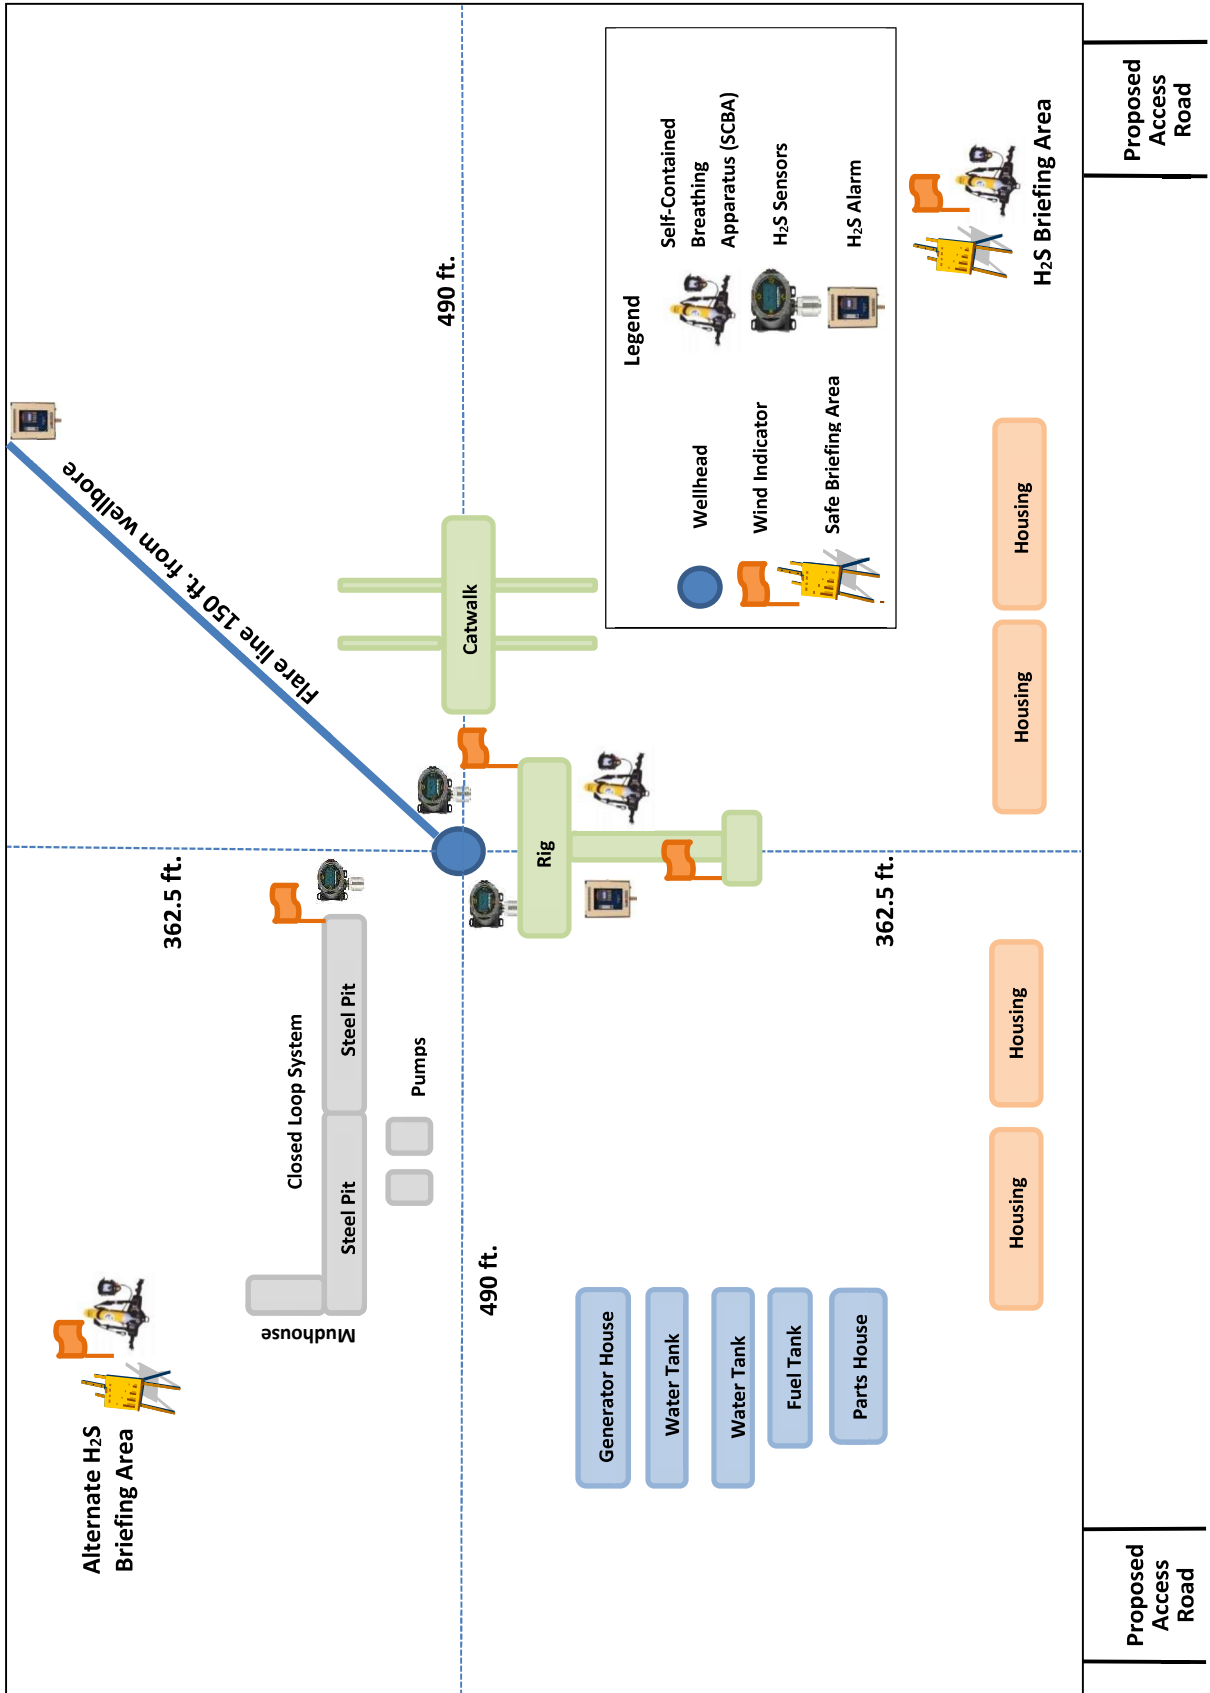 Alternate H₂S
Briefing Area
Mudhouse
Closed Loop System
Steel Pit
Steel Pit
Pumps
362.5 ft.
Flare line 150 ft. from wellbore
490 ft.
490 ft.
Catwalk
Rig
362.5 ft.
Generator House
Water Tank
Water Tank
Fuel Tank
Parts House
Housing
Housing
Housing
Housing
Legend
Wellhead
Wind Indicator
Safe Briefing Area
Self-Contained
Breathing
Apparatus (SCBA)
H₂S Sensors
H₂S Alarm
H₂S Briefing Area
Proposed
Access
Road
Proposed
Access
Road